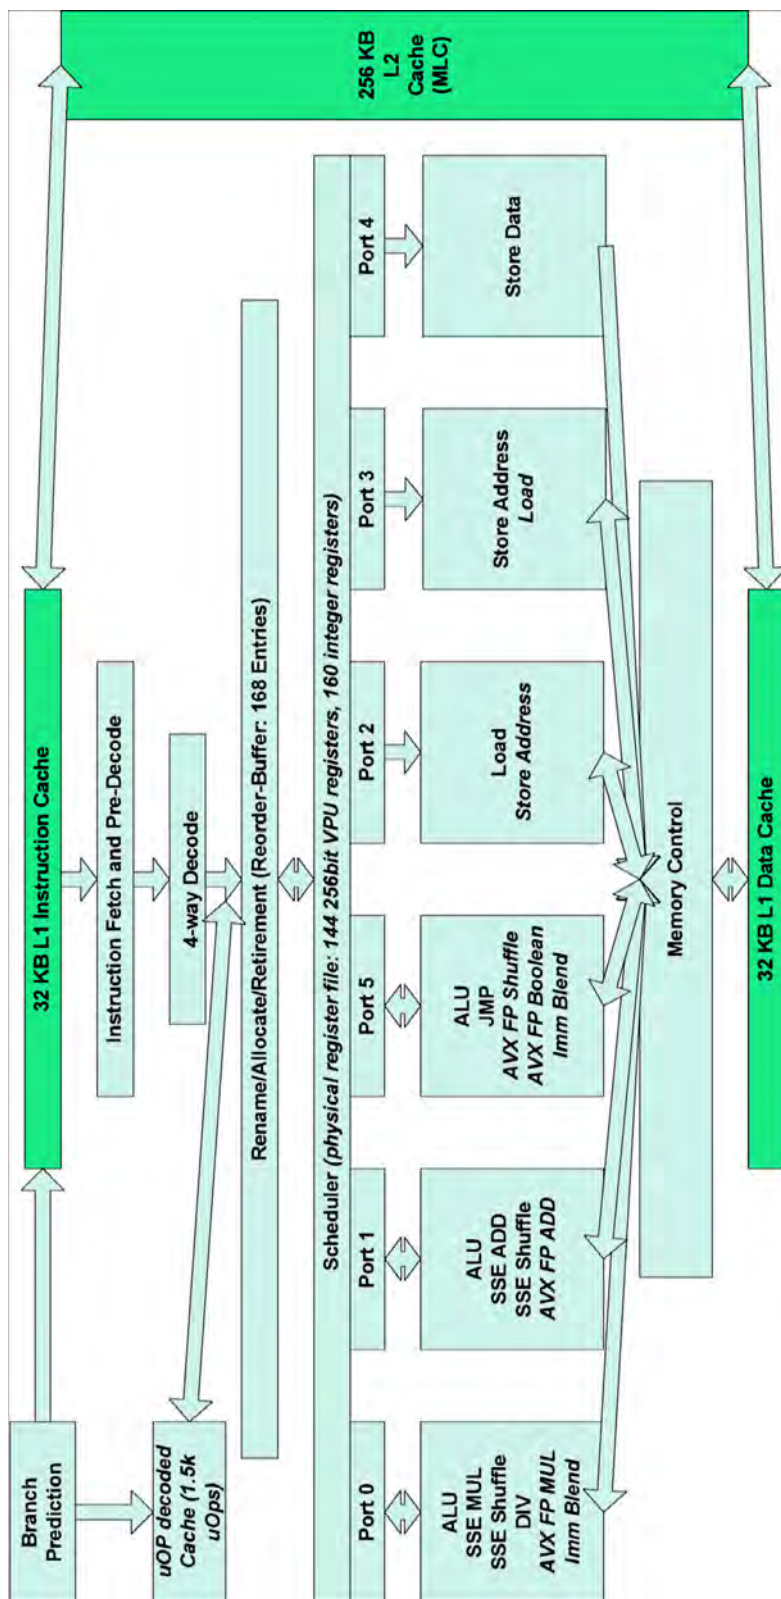 Branch
Prediction
32 KB L1 Instruction Cache
256 KB
L2
Cache
(MLC)
Instruction Fetch and Pre-Decode
uOP decoded
Cache (1.5k
uOps)
4-way Decode
Rename/Allocate/Retirement (Reorder-Buffer: 168 Entries)
Scheduler (physical register file: 144 256bit VPU registers, 160 integer registers)
Port 0
Port 1
Port 5
Port 2
Port 3
Port 4
ALU
SSE MUL
SSE Shuffle
DIV
AVX FP MUL
Imm Blend
ALU
SSE ADD
SSE Shuffle
AVX FP ADD
ALU
JMP
AVX FP Shuffle
AVX FP Boolean
Imm Blend
Load
Store Address
Store Address
Load
Store Data
Memory Control
32 KB L1 Data Cache